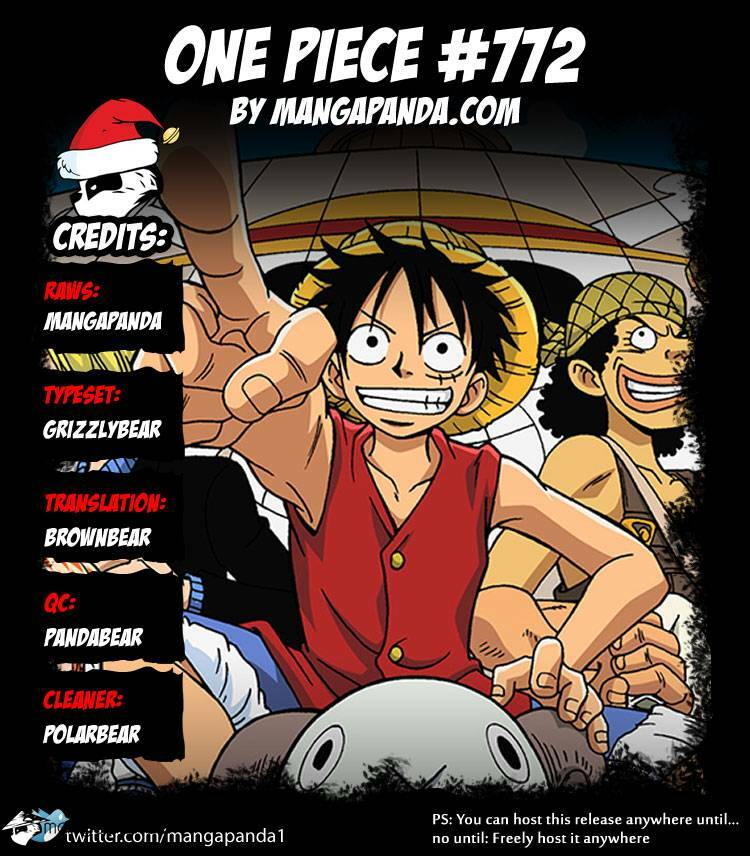 ONE PIECE #772
BY MANGAPANDA.COM
CREDITS:
RAWS:
MANGAPANDA
TYPESET:
GRIZZLYBEAR
TRANSLATION:
BROWNBEAR
QC:
PANDABEAR
CLEANER:
POLARBEAR
twitter.com/mangapanda1
PS: You can host this release anywhere until...
no until: Freely host it anywhere